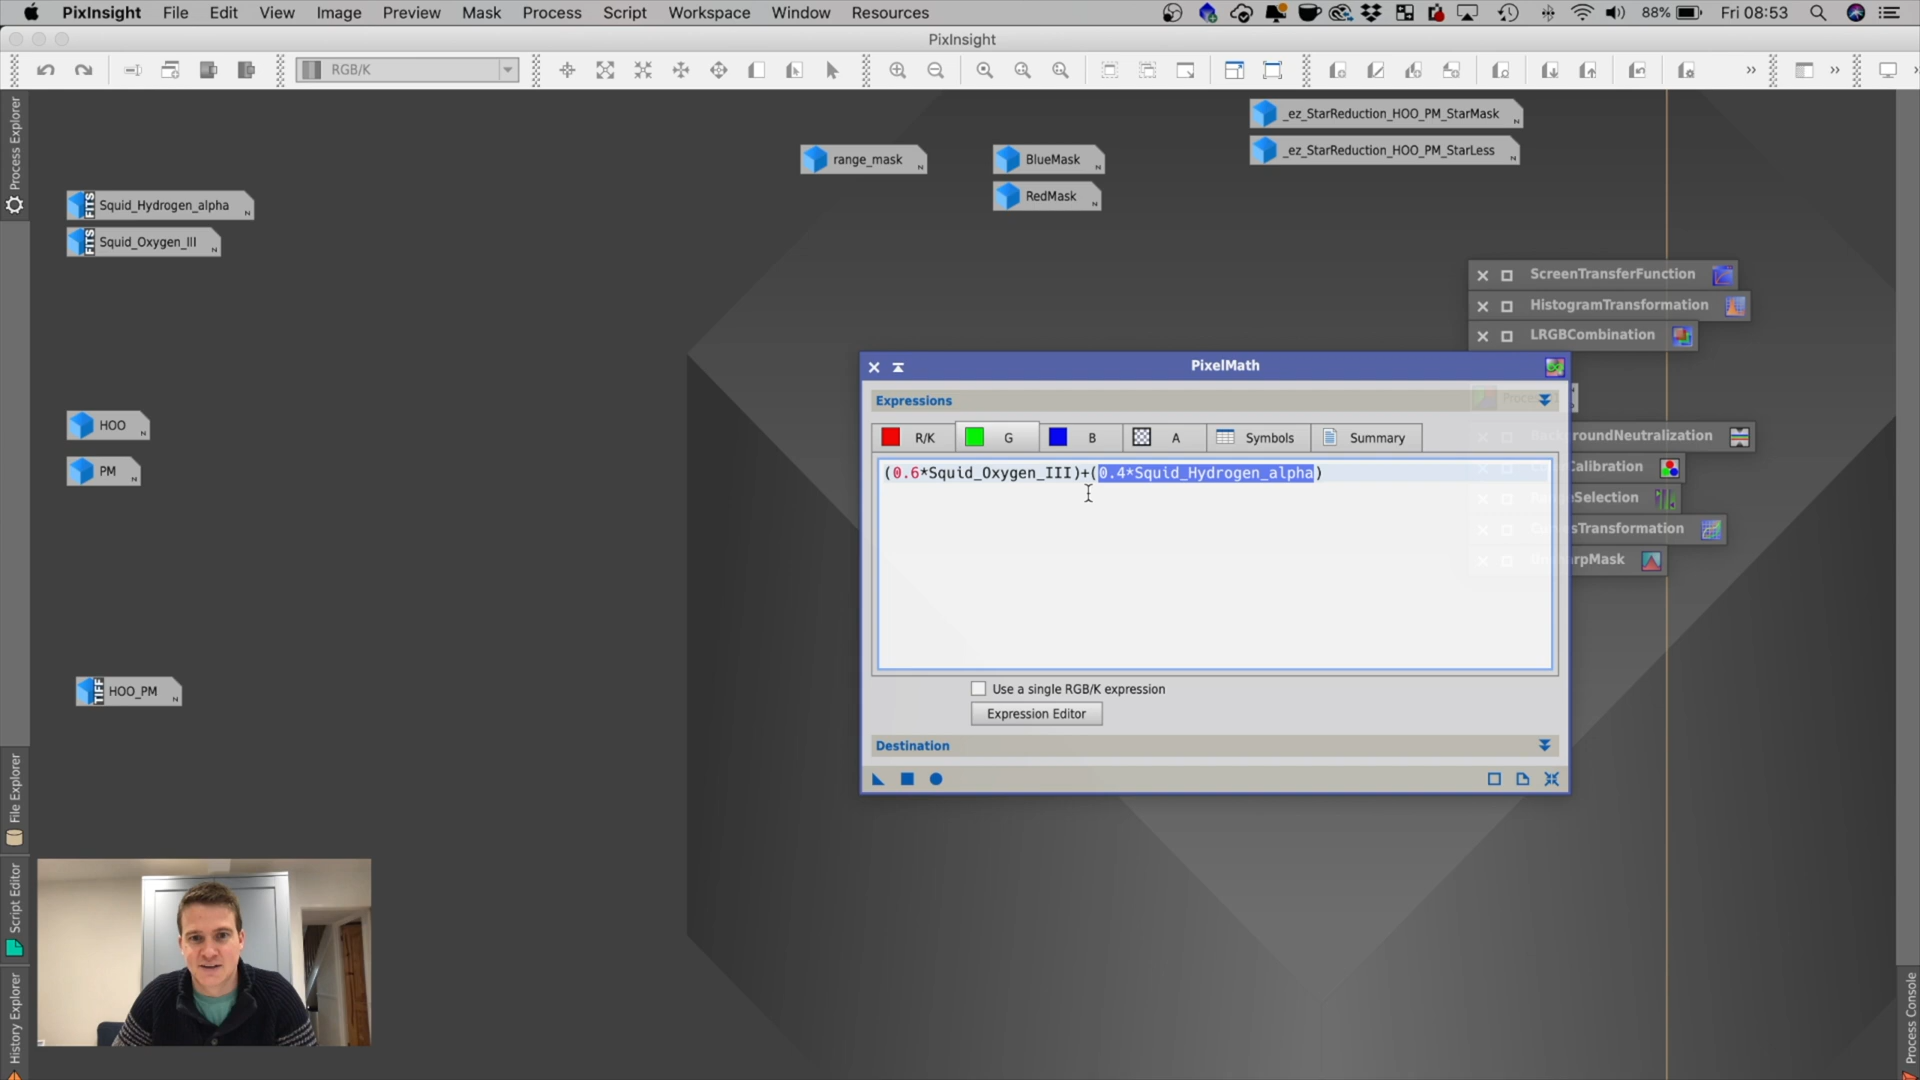 PixInsight File Edit View Image Preview Mask Process Script Workspace Window Resources 88% Fri 08:53
PixInsight
RGB/K
Process Explorer
_ez_StarReduction_HOO_PM_StarMask
N
_ez_StarReduction_HOO_PM_StarLess
N
range_mask
N
BlueMask
N
RedMask
N
FITS Squid_Hydrogen_alpha
N
FITS Squid_Oxygen_III
N
ScreenTransferFunction
HistogramTransformation
LRGBCombination
PixelMath
Expressions
HOO
N
R/K G B A Symbols Summary
(0.6*Squid_Oxygen_III)+(0.4*Squid_Hydrogen_alpha)
PM
N
Use a single RGB/K expression
TIFF HOO_PM
N
Expression Editor
Destination
File Explorer
Script Editor
History Explorer
Process Console